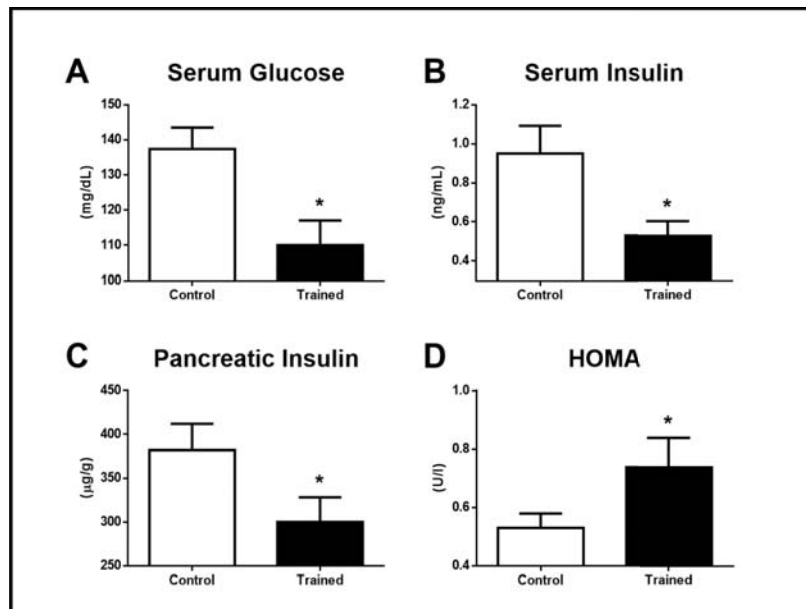 A Serum Glucose
150
140
130
120
110
100
(mg/dL)
*
Control Trained
B Serum Insulin
1.2
1.0
0.8
0.6
0.4
(ng/mL)
*
Control Trained
C Pancreatic Insulin
450
400
350
300
250
(µg/g)
*
Control Trained
D HOMA
1.0
0.8
0.6
0.4
(U/l)
*
Control Trained